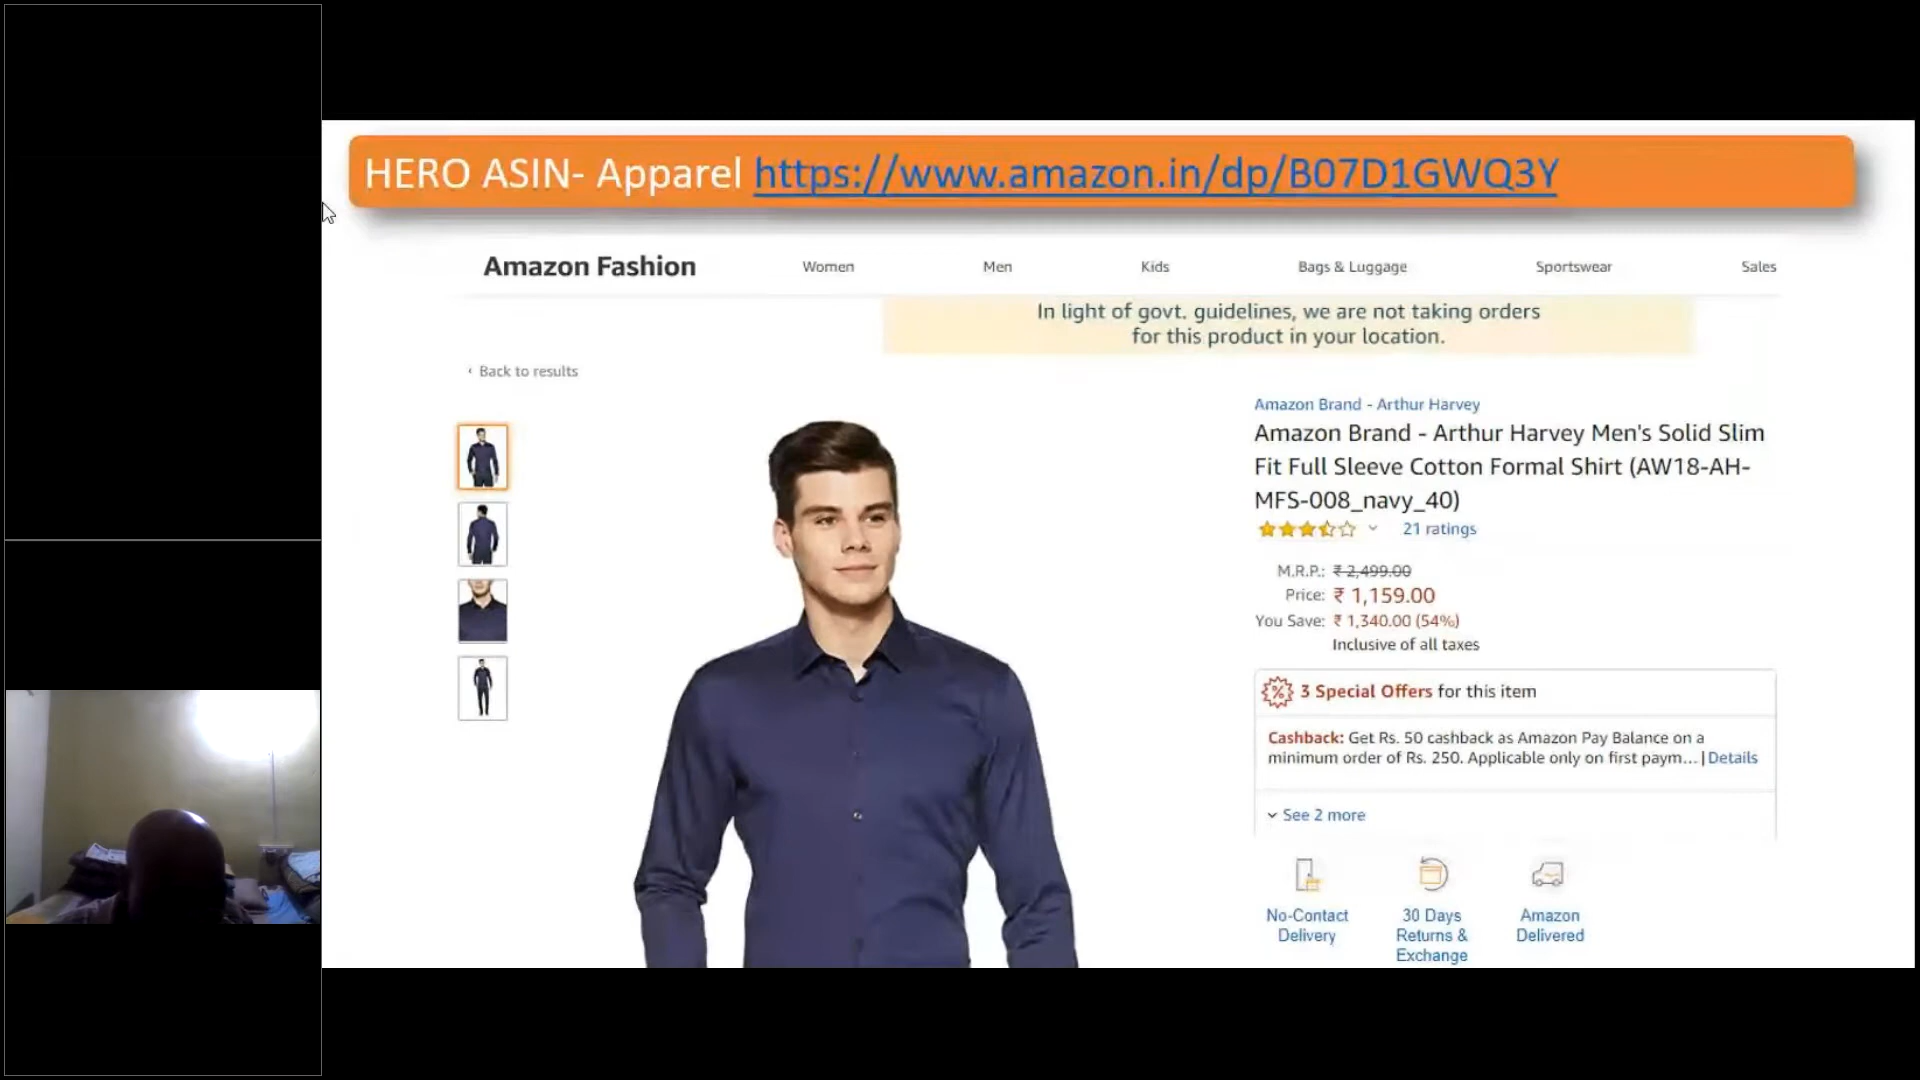 HERO ASIN- Apparel https://www.amazon.in/dp/B07D1GWQ3Y
Amazon Fashion Women Men Kids Bags & Luggage Sportswear Sales
In light of govt. guidelines, we are not taking orders
for this product in your location.
‹ Back to results
Amazon Brand - Arthur Harvey
Amazon Brand - Arthur Harvey Men's Solid Slim
Fit Full Sleeve Cotton Formal Shirt (AW18-AH-
MFS-008_navy_40)
21 ratings
M.R.P.: ₹ 2,499.00
Price: ₹ 1,159.00
You Save: ₹ 1,340.00 (54%)
Inclusive of all taxes
% 3 Special Offers for this item
Cashback: Get Rs. 50 cashback as Amazon Pay Balance on a
minimum order of Rs. 250. Applicable only on first paym... | Details
See 2 more
No-Contact
Delivery
30 Days
Returns &
Exchange
Amazon
Delivered